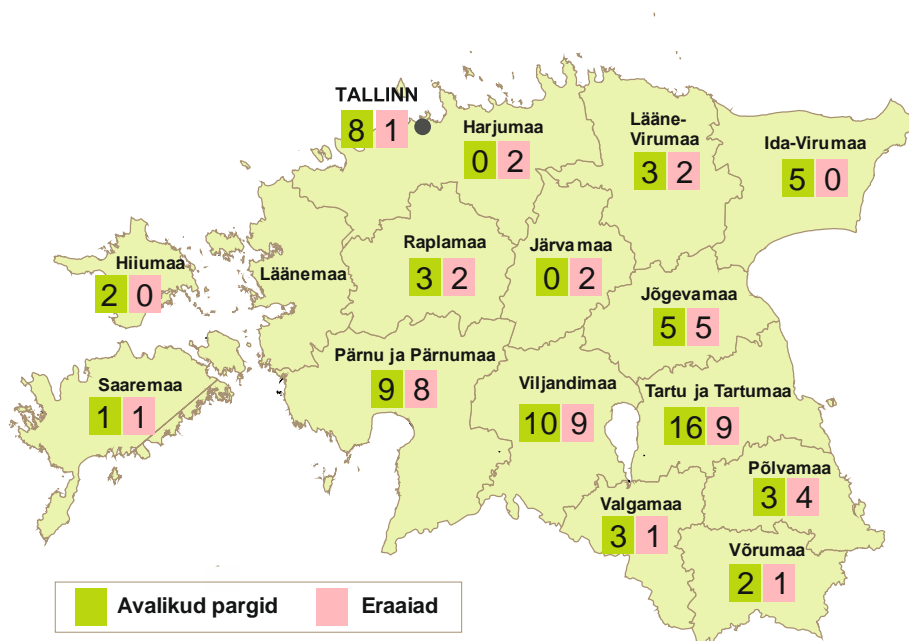 TALLINN
8 1
Harjumaa
0 2
Lääne-
Virumaa
3 2
Ida-Virumaa
5 0
Hiiumaa
2 0
Läänemaa
Raplamaa
3 2
Järvamaa
0 2
Jõgevamaa
5 5
Saaremaa
1 1
Pärnu ja Pärnumaa
9 8
Viljandimaa
10 9
Tartu ja Tartumaa
16 9
Valgamaa
3 1
Põlvamaa
3 4
Võrumaa
2 1
Avalikud pargid
Eraaiad